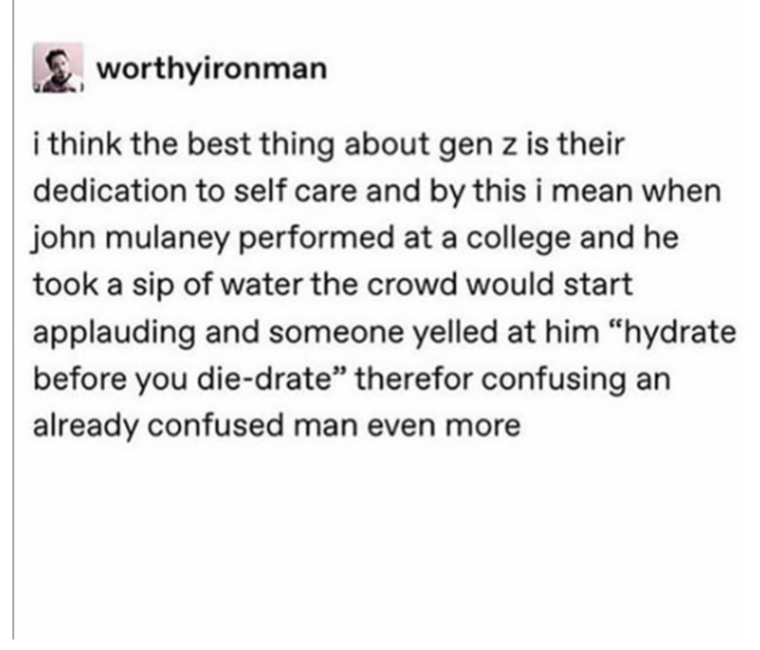 worthyironman
i think the best thing about gen z is their
dedication to self care and by this i mean when
john mulaney performed at a college and he
took a sip of water the crowd would start
applauding and someone yelled at him “hydrate
before you die-drate” therefor confusing an
already confused man even more